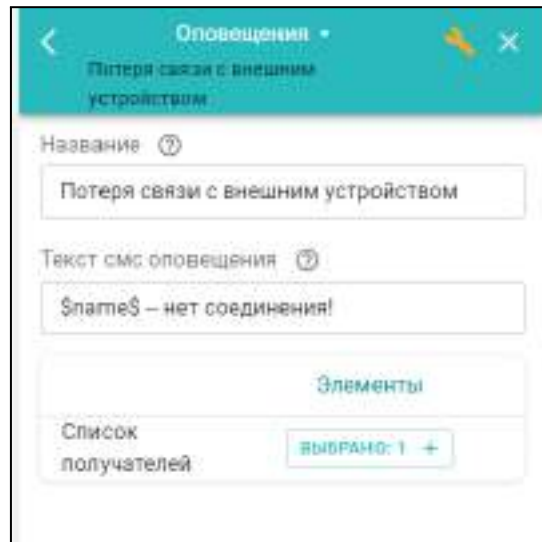 Оповещения
Потеря связи с внешним
устройством
Название
Потеря связи с внешним устройством
Текст смс оповещения
$name$ – нет соединения!
Элементы
Список
получателей
ВЫБРАНО: 1 +